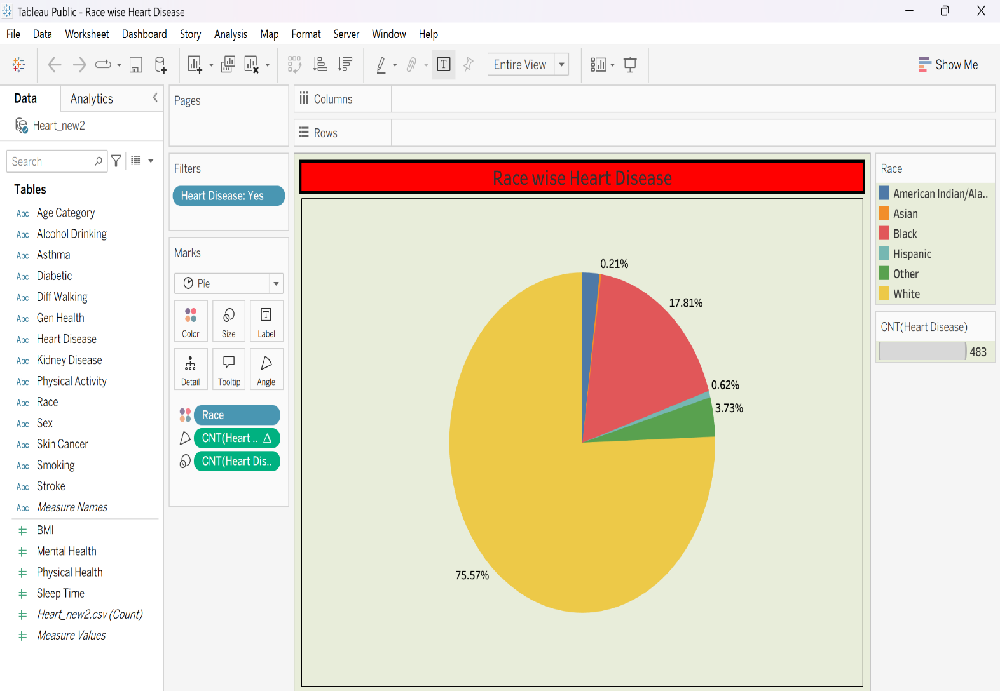 Tableau Public - Race wise Heart Disease
File Data Worksheet Dashboard Story Analysis Map Format Server Window Help
Entire View
Show Me
Data Analytics
Heart_new2
Search
Tables
Abc Age Category
Abc Alcohol Drinking
Abc Asthma
Abc Diabetic
Abc Diff Walking
Abc Gen Health
Abc Heart Disease
Abc Kidney Disease
Abc Physical Activity
Abc Race
Abc Sex
Abc Skin Cancer
Abc Smoking
Abc Stroke
Abc Measure Names
# BMI
# Mental Health
# Physical Health
# Sleep Time
# Heart_new2.csv (Count)
# Measure Values
Pages
Filters
Heart Disease: Yes
Marks
Pie
Color Size Label
Detail Tooltip Angle
Race
CNT(Heart .. Δ
CNT(Heart Dis..
Columns
Rows
Race wise Heart Disease
0.21%
17.81%
0.62%
3.73%
75.57%
Race
American Indian/Ala..
Asian
Black
Hispanic
Other
White
CNT(Heart Disease)
483